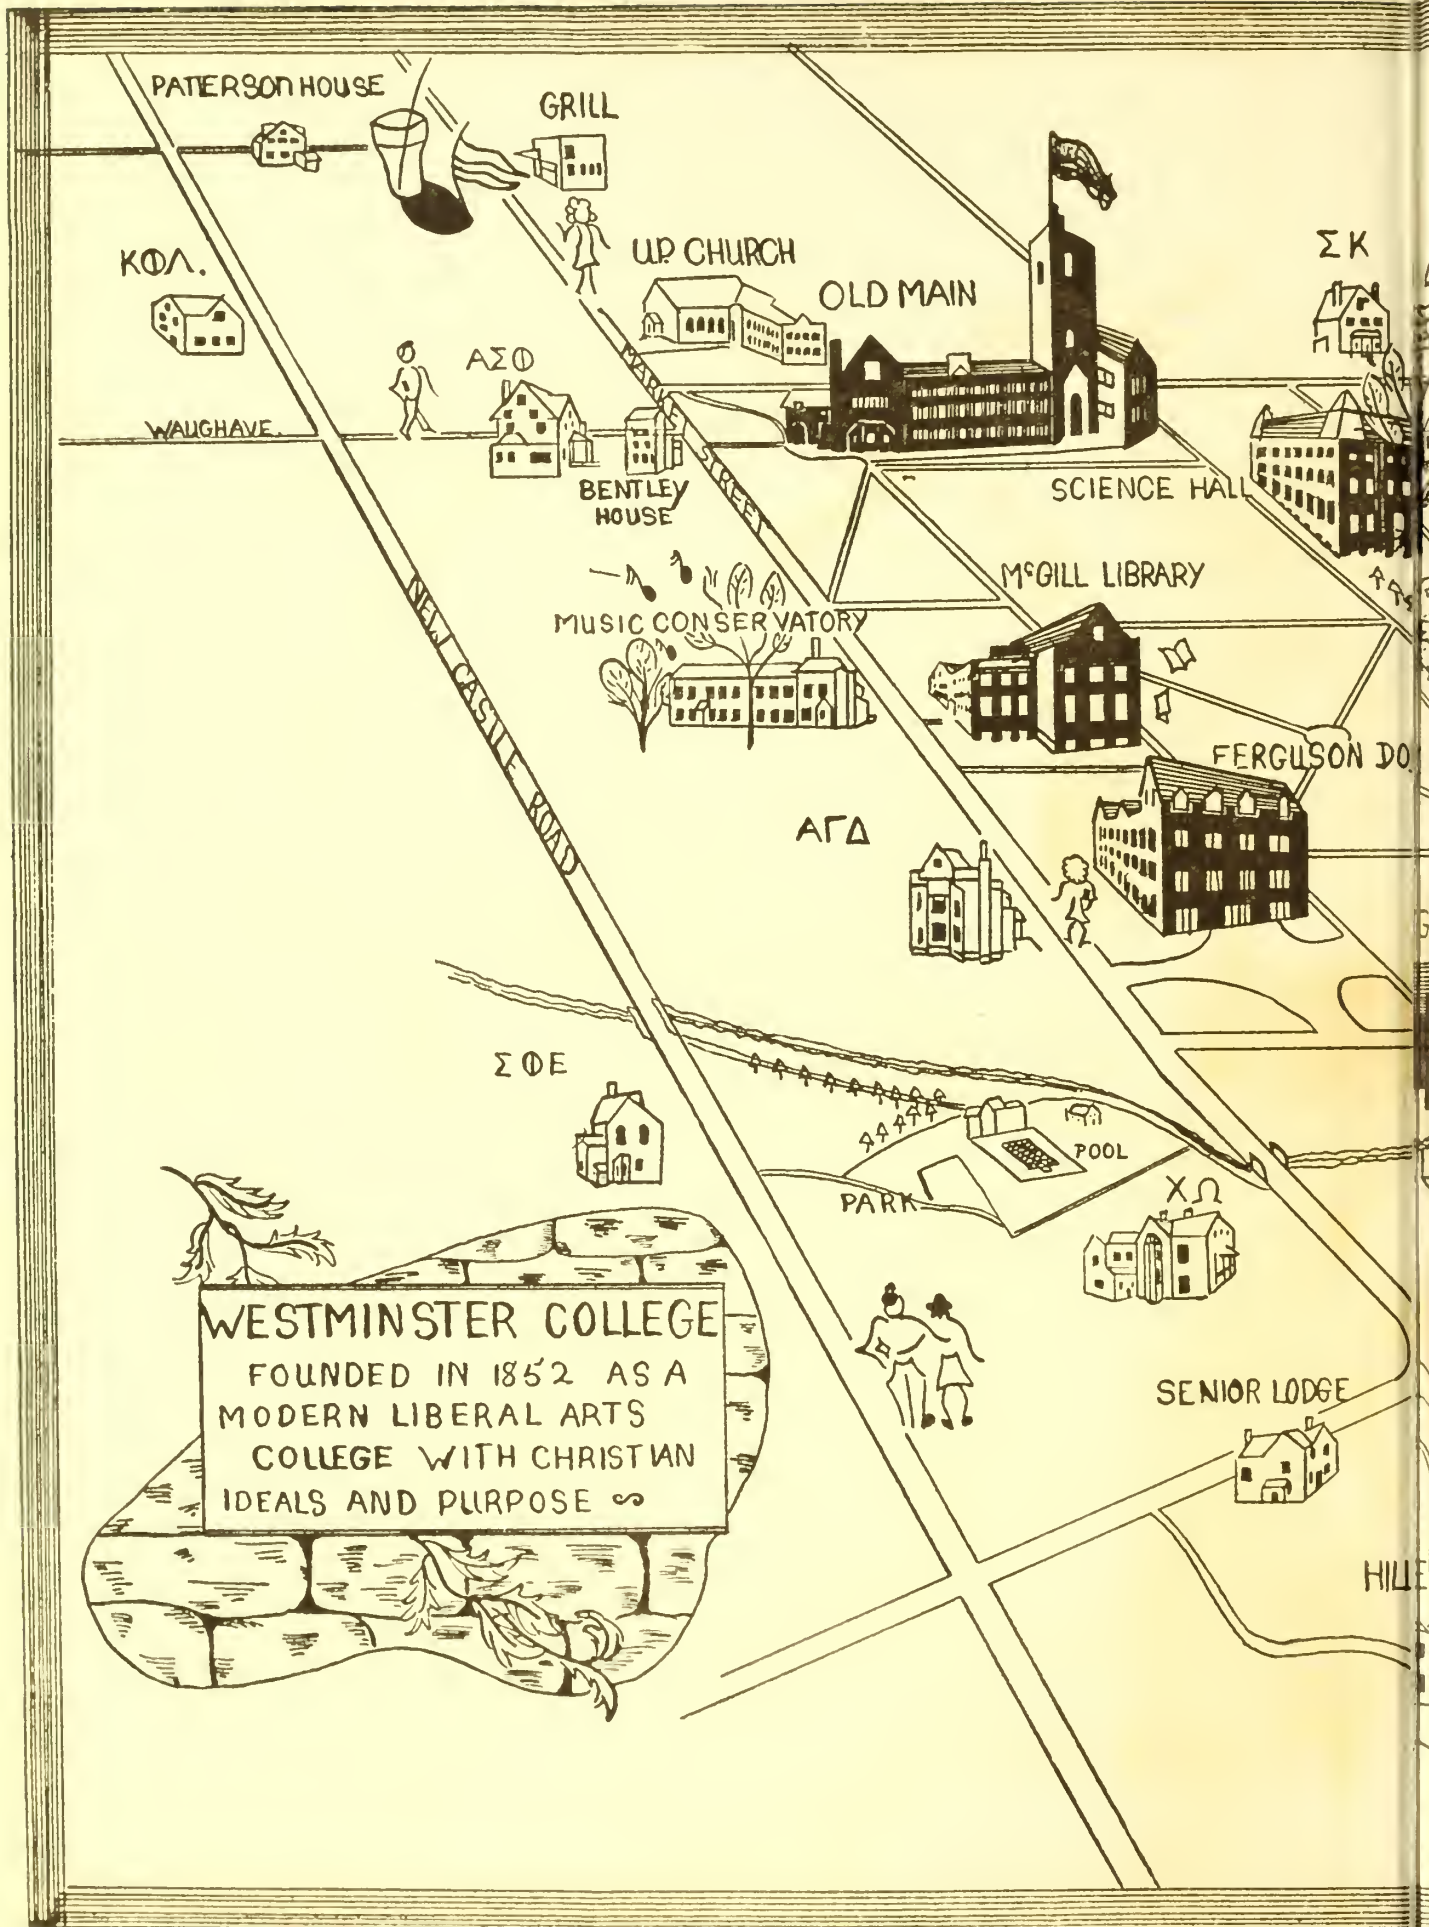 PATTERSON HOUSE
GRILL
ΚΦΛ.
U.P. CHURCH
OLD MAIN
ΣΚ
ΑΣΦ
MARKET STREET
WAUGH AVE.
BENTLEY
HOUSE
SCIENCE HALL
MCGILL LIBRARY
MUSIC CONSERVATORY
NEW CASTLE ROAD
FERGUSON DO
ΑΓΔ
ΣΦΕ
POOL
PARK
ΧΩ
WESTMINSTER COLLEGE
FOUNDED IN 1852 AS A
MODERN LIBERAL ARTS
COLLEGE WITH CHRISTIAN
IDEALS AND PURPOSE
SENIOR LODGE
HILLE